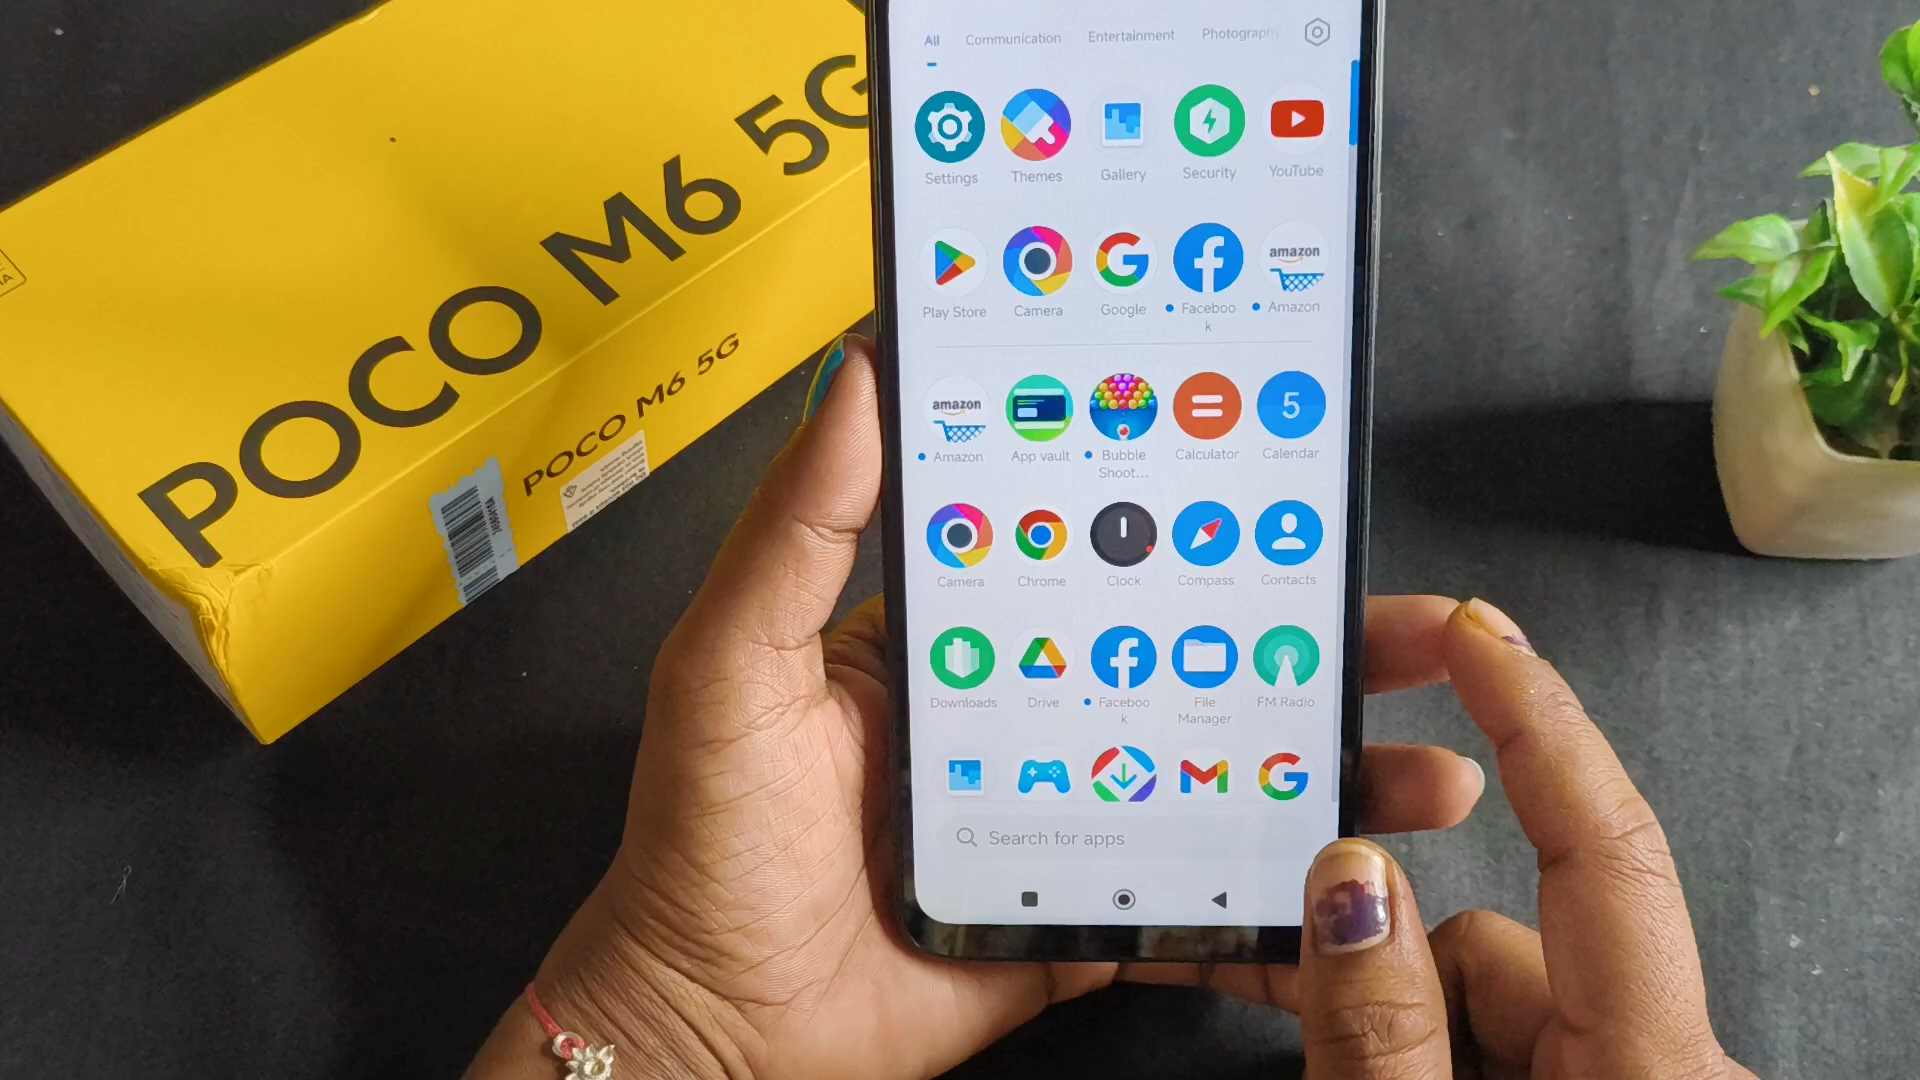 POCO M6 5G
POCO M6 5G
All Communication Entertainment Photography
Settings Themes Gallery Security YouTube
Play Store Camera Google Faceboo
k
amazon
Amazon
amazon
Amazon App vault Bubble
Shoot... Calculator
5
Calendar
Camera Chrome Clock Compass Contacts
Downloads Drive Faceboo
k
File
Manager
FM Radio
Search for apps